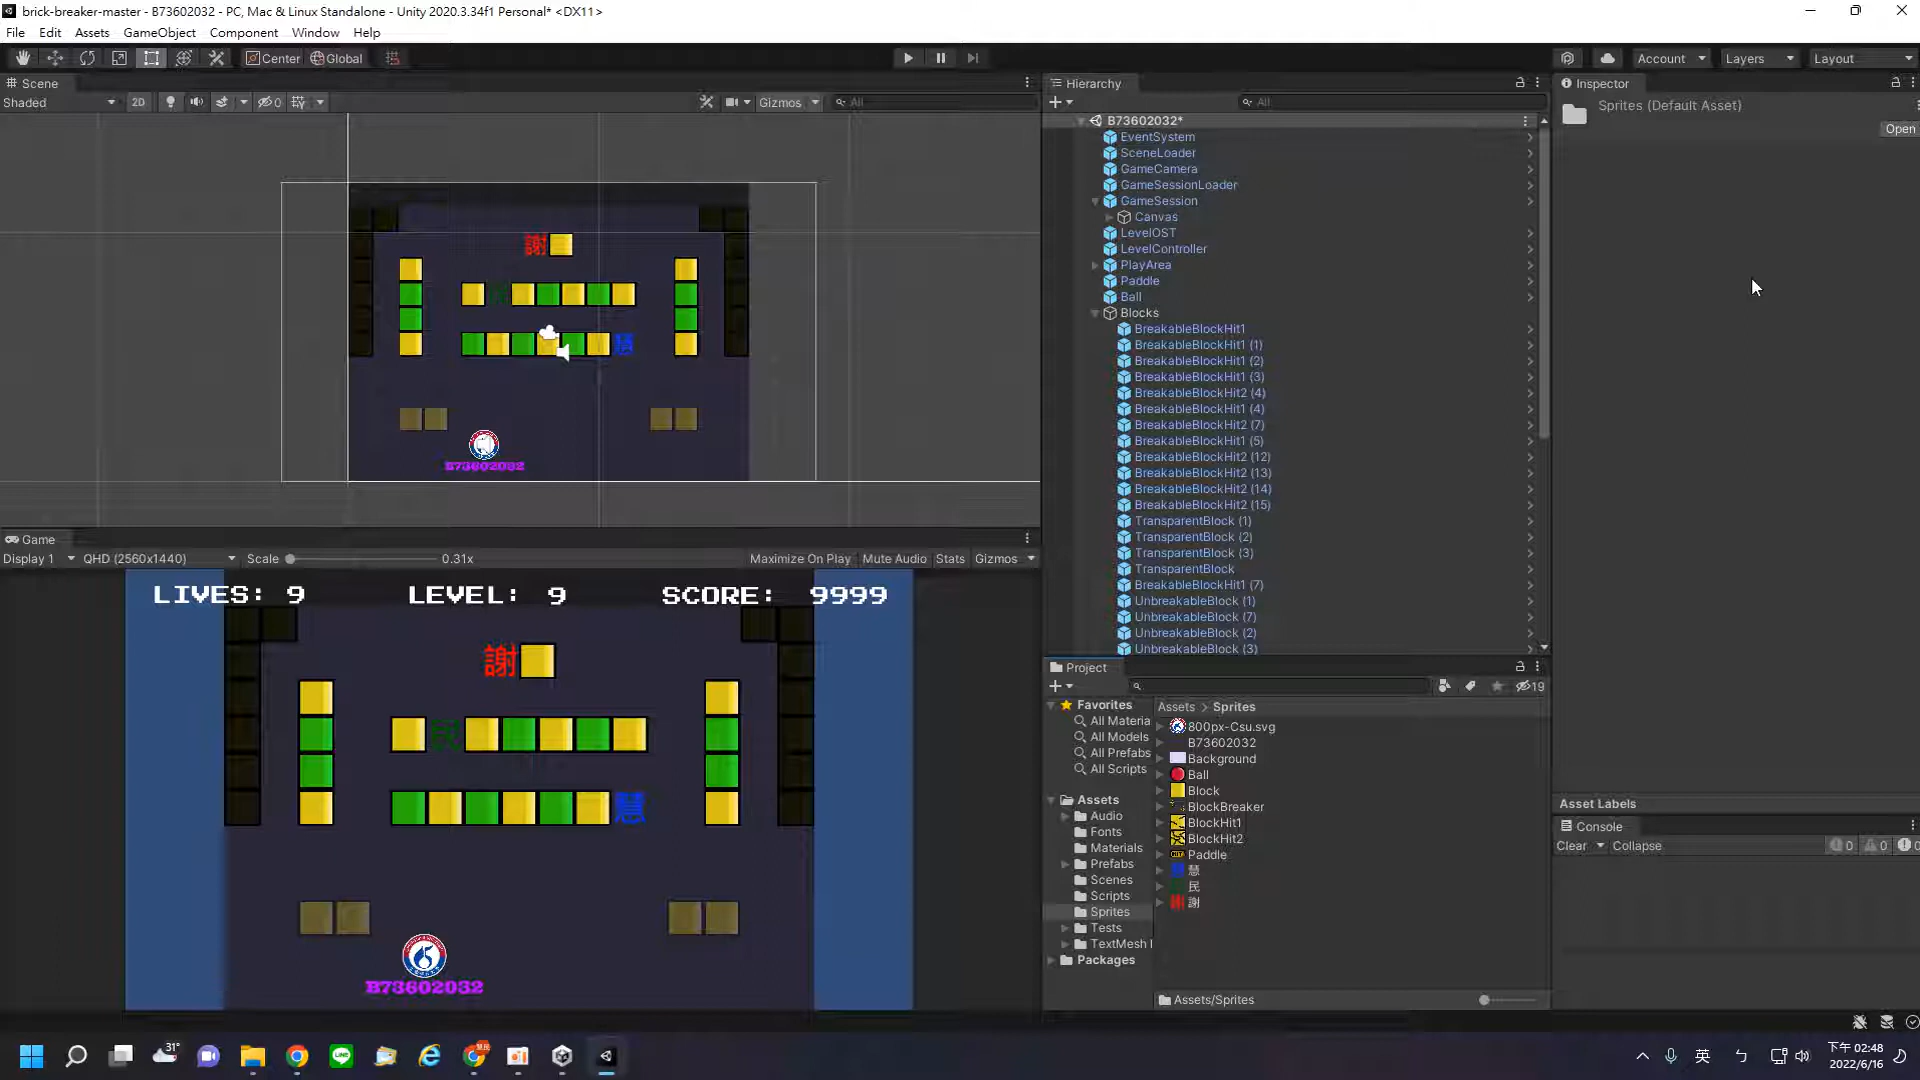 brick-breaker-master - B73602032 - PC, Mac & Linux Standalone - Unity 2020.3.34f1 Personal* <DX11>
File Edit Assets GameObject Component Window Help
Center Global Account Layers Layout
Scene
Shaded 2D 0 Gizmos All
謝
慧
B73602032
Game
Display 1 QHD (2560x1440) Scale 0.31x Maximize On Play Mute Audio Stats Gizmos
LIVES: 9 LEVEL: 9 SCORE: 9999
謝
民
慧
B73602032
Hierarchy
All
B73602032*
EventSystem
SceneLoader
GameCamera
GameSessionLoader
GameSession
Canvas
LevelOST
LevelController
PlayArea
Paddle
Ball
Blocks
BreakableBlockHit1
BreakableBlockHit1 (1)
BreakableBlockHit1 (2)
BreakableBlockHit1 (3)
BreakableBlockHit2 (4)
BreakableBlockHit1 (4)
BreakableBlockHit2 (7)
BreakableBlockHit1 (5)
BreakableBlockHit2 (12)
BreakableBlockHit2 (13)
BreakableBlockHit2 (14)
BreakableBlockHit2 (15)
TransparentBlock (1)
TransparentBlock (2)
TransparentBlock (3)
TransparentBlock
BreakableBlockHit1 (7)
UnbreakableBlock (1)
UnbreakableBlock (7)
UnbreakableBlock (2)
UnbreakableBlock (3)
Project
19
Favorites
All Materia
All Models
All Prefabs
All Scripts
Assets
Audio
Fonts
Materials
Prefabs
Scenes
Scripts
Sprites
Tests
TextMesh
Packages
Assets > Sprites
800px-Csu.svg
B73602032
Background
Ball
Block
BlockBreaker
BlockHit1
BlockHit2
Paddle
慧
民
謝
Assets/Sprites
Inspector
Sprites (Default Asset)
Open
Asset Labels
Console
Clear Collapse 0 0 0
31°
英
下午 02:48
2022/6/16